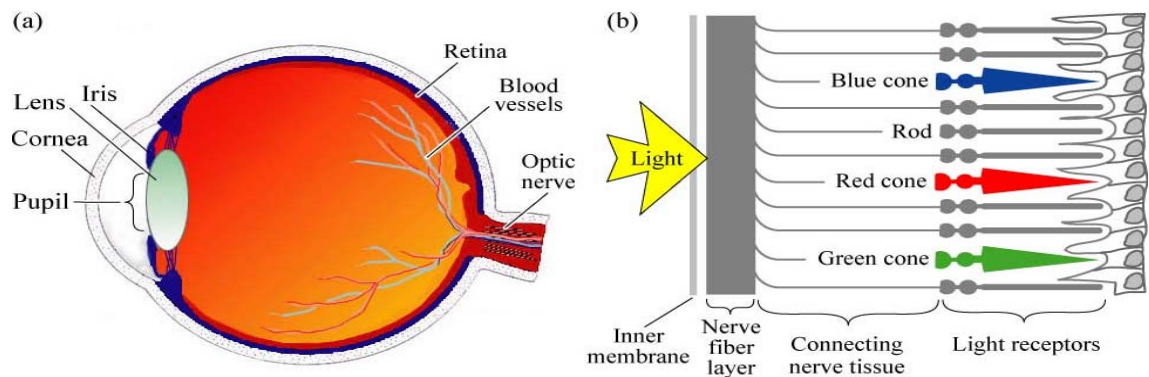 (a)
Retina
Blood
vessels
Iris
Lens
Cornea
Pupil
Optic
nerve
(b)
Blue cone
Rod
Light
Red cone
Green cone
Inner
membrane
Nerve
fiber
layer
Connecting
nerve tissue
Light receptors